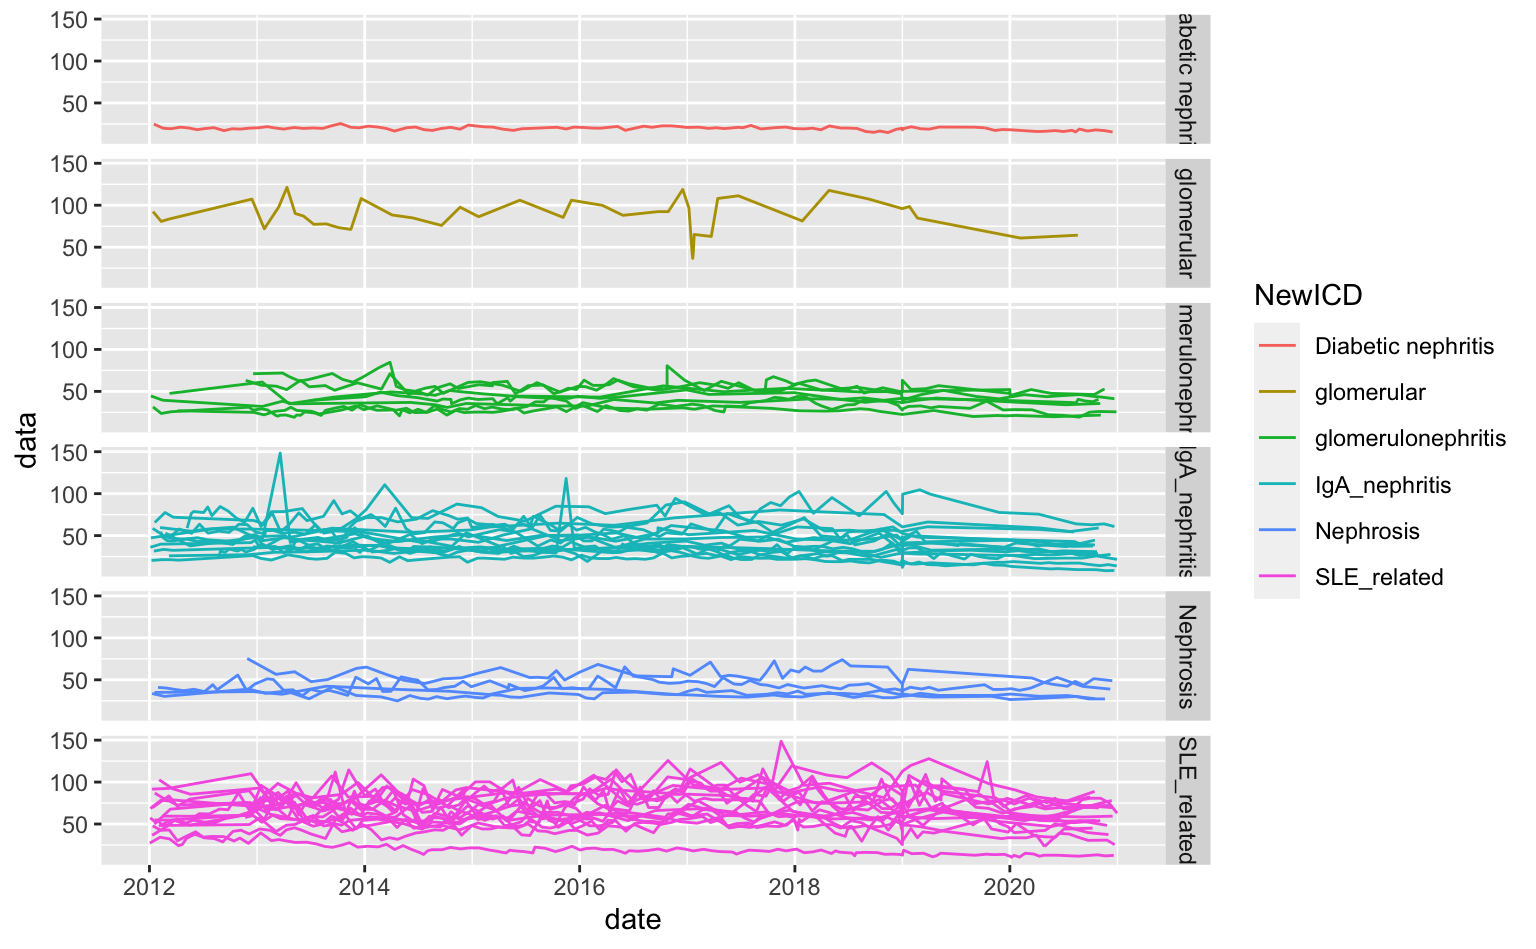 data
150
100
50
abetic nephri
150
100
50
glomerular
150
100
50
merulonephr
150
100
50
IgA_nephritis
150
100
50
Nephrosis
150
100
50
SLE_related
2012 2014 2016 2018 2020
date
NewICD
Diabetic nephritis
glomerular
glomerulonephritis
IgA_nephritis
Nephrosis
SLE_related